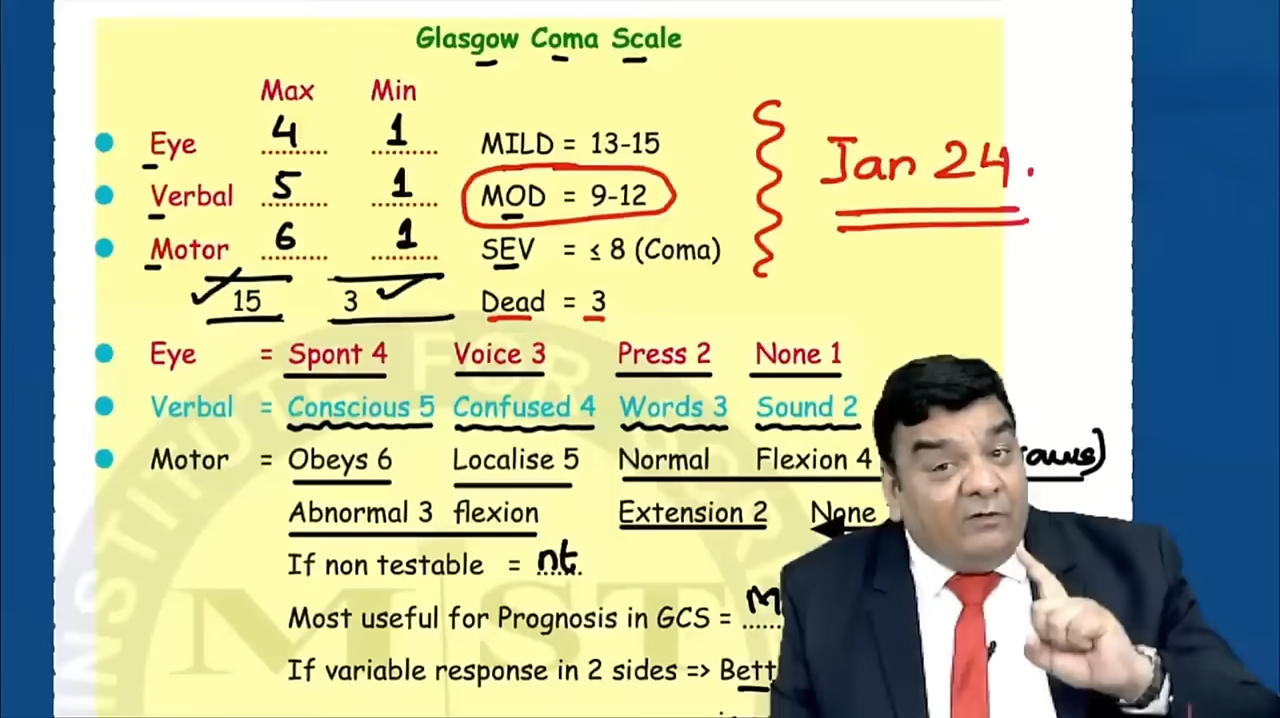 Glasgow Coma Scale
Max Min
Eye 4 1 MILD = 13-15
Verbal 5 1 MOD = 9-12
Motor 6 1 SEV = ≤ 8 (Coma)
15 3 Dead = 3
Jan 24.
Eye = Spont 4 Voice 3 Press 2 None 1
Verbal = Conscious 5 Confused 4 Words 3 Sound 2
Motor = Obeys 6 Localise 5 Normal Flexion 4
Abnormal 3 flexion Extension 2 None
If non testable = nt
Most useful for Prognosis in GCS = M
If variable response in 2 sides => Bett
INSTITUTE FOR
MIST